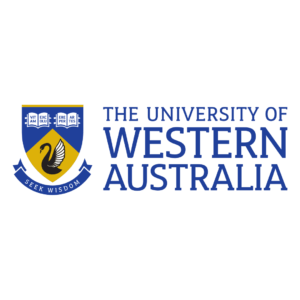 SEEK WISDOM
THE UNIVERSITY OF
WESTERN
AUSTRALIA